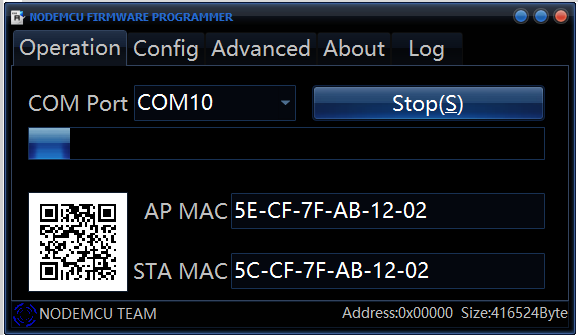 NODEMCU FIRMWARE PROGRAMMER
Operation Config Advanced About Log
COM Port COM10 Stop(S)
AP MAC 5E-CF-7F-AB-12-02
STA MAC 5C-CF-7F-AB-12-02
NODEMCU TEAM Address:0x00000 Size:416524Byte